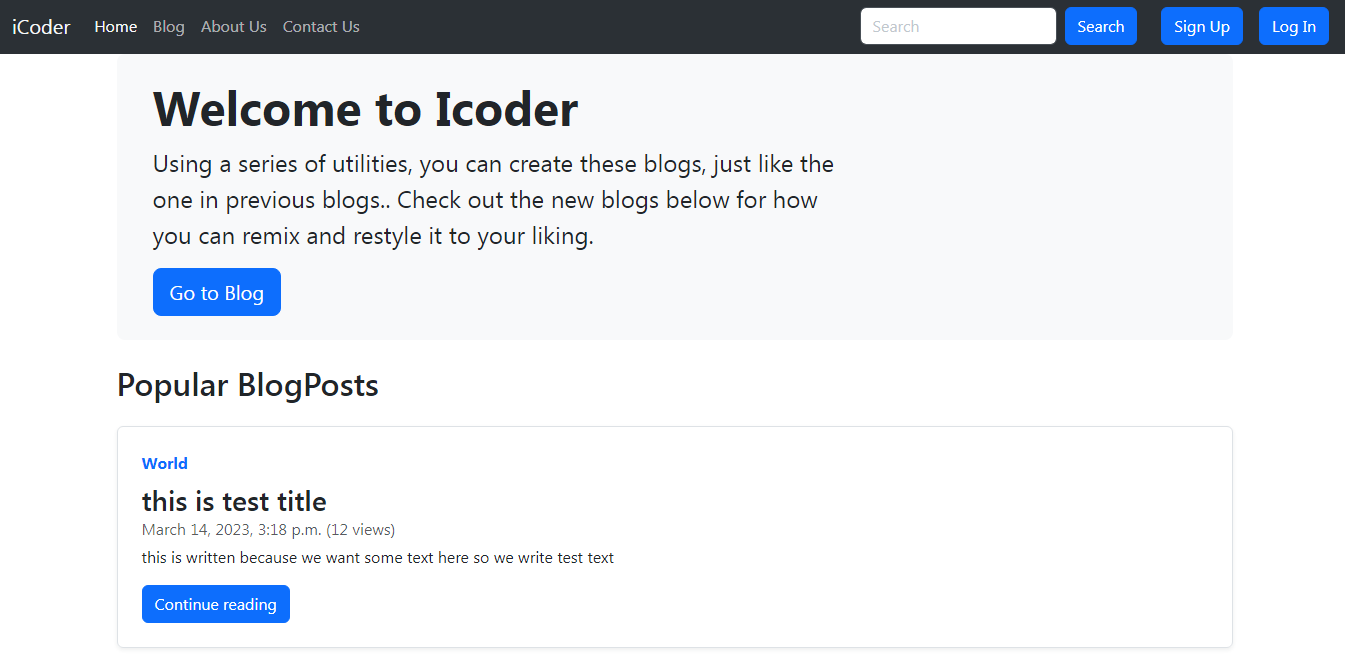 iCoder Home Blog About Us Contact Us Search Search Sign Up Log In
Welcome to Icoder
Using a series of utilities, you can create these blogs, just like the
one in previous blogs.. Check out the new blogs below for how
you can remix and restyle it to your liking.
Go to Blog
Popular BlogPosts
World
this is test title
March 14, 2023, 3:18 p.m. (12 views)
this is written because we want some text here so we write test text
Continue reading